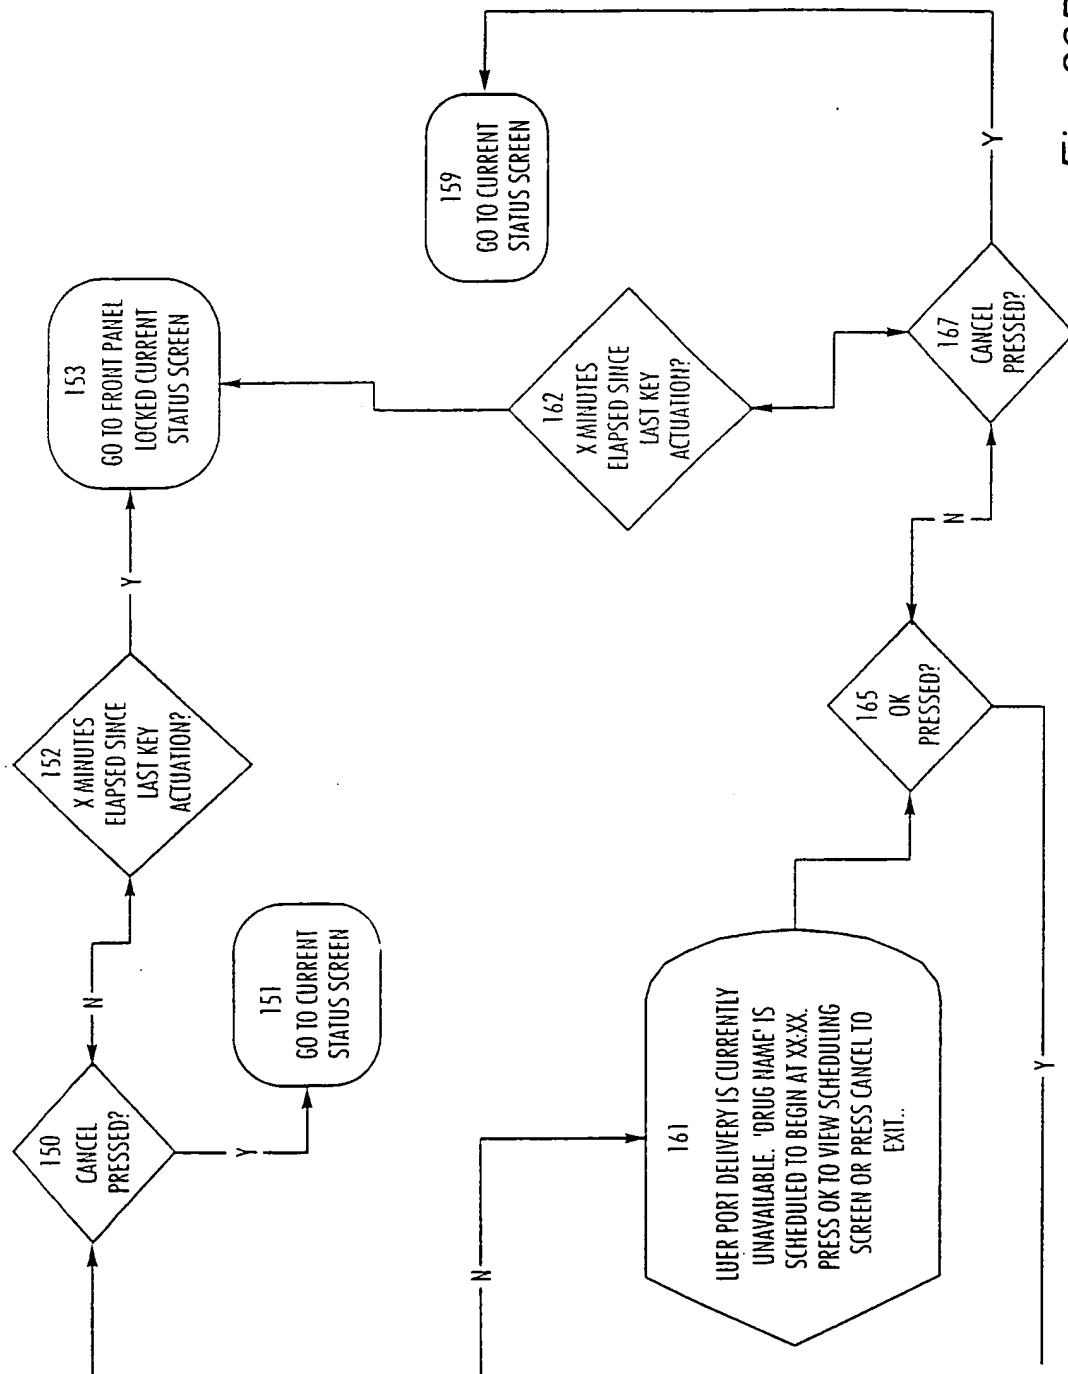 150
CANCEL
PRESSED?
N
152
X MINUTES
ELAPSED SINCE
LAST KEY
ACTUATION?
Y
153
GO TO FRONT PANEL
LOCKED CURRENT
STATUS SCREEN
Y
151
GO TO CURRENT
STATUS SCREEN
159
GO TO CURRENT
STATUS SCREEN
N
162
X MINUTES
ELAPSED SINCE
LAST KEY
ACTUATION?
161
LUER PORT DELIVERY IS CURRENTLY
UNAVAILABLE. 'DRUG NAME' IS
SCHEDULED TO BEGIN AT XX:XX.
PRESS OK TO VIEW SCHEDULING
SCREEN OR PRESS CANCEL TO
EXIT..
165
OK
PRESSED?
N
167
CANCEL
PRESSED?
Y
Y